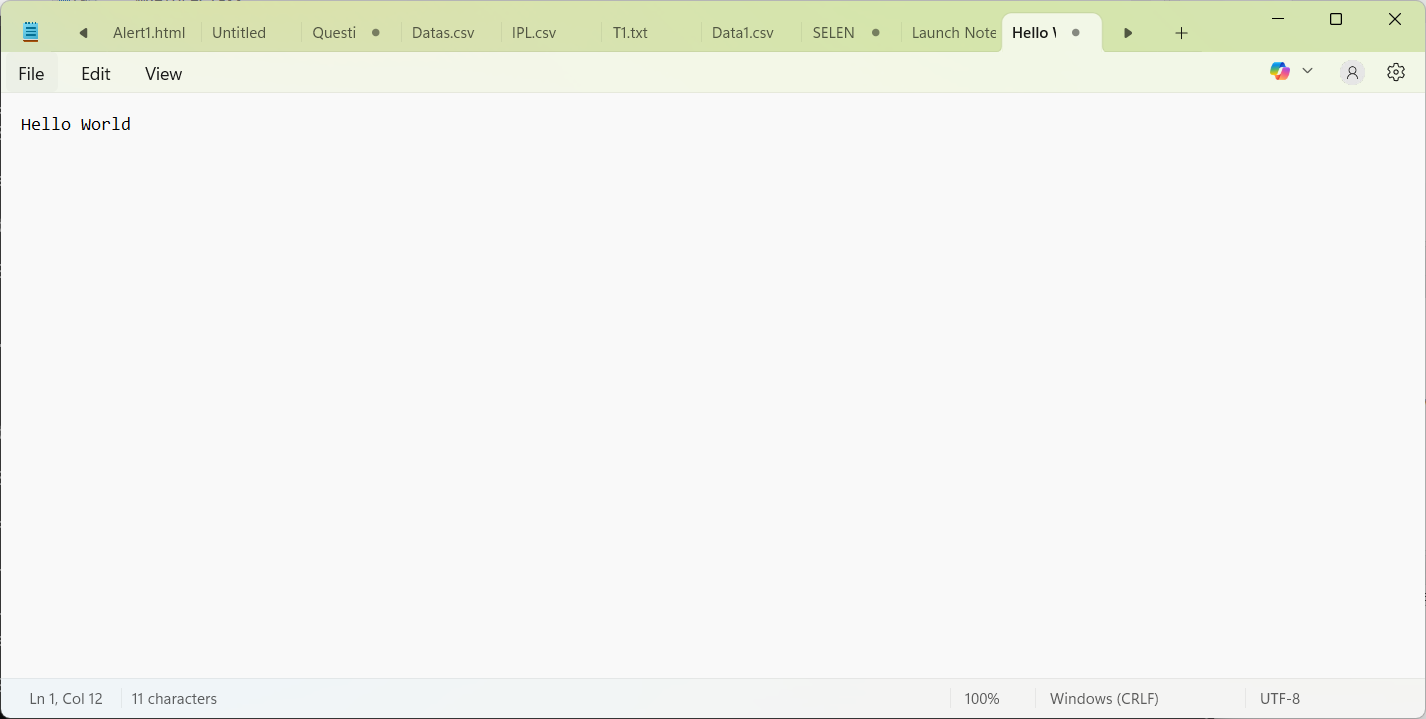 Alert1.html Untitled Questi Datas.csv IPL.csv T1.txt Data1.csv SELEN Launch Note Hello
File Edit View
Hello World
Ln 1, Col 12 11 characters 100% Windows (CRLF) UTF-8